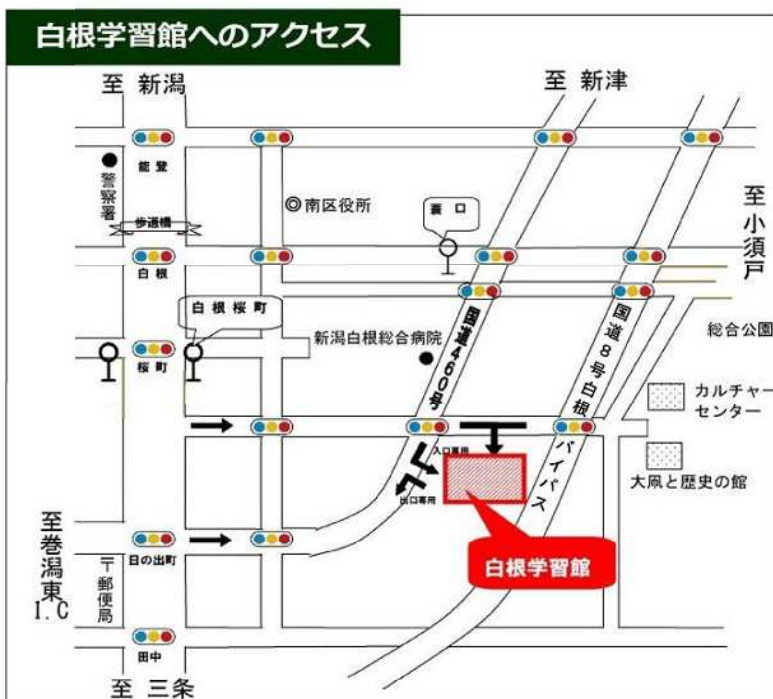 白根学習館へのアクセス
至 新潟
至 新津
能登
警察署
歩道橋
南区役所
蓑口
至小須戸
白根
白根桜町
新潟白根総合病院
国道460号
国道8号白根バイパス
総合公園
桜町
カルチャー
センター
入口専用
出口専用
大凧と歴史の館
至巻潟東
I.C
日の出町
〒郵便局
白根学習館
田中
至 三条